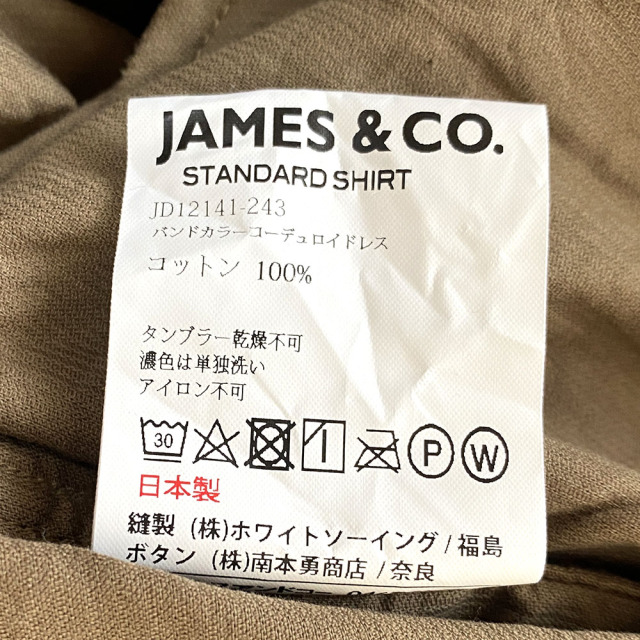 JAMES & CO.
STANDARD SHIRT
JD12141-243
バンドカラーコーデュロイドレス
コットン 100%
タンブラー乾燥不可
濃色は単独洗い
アイロン不可
30 P W
日本製
縫製 (株)ホワイトソーイング/福島
ボタン (株)南本勇商店/奈良